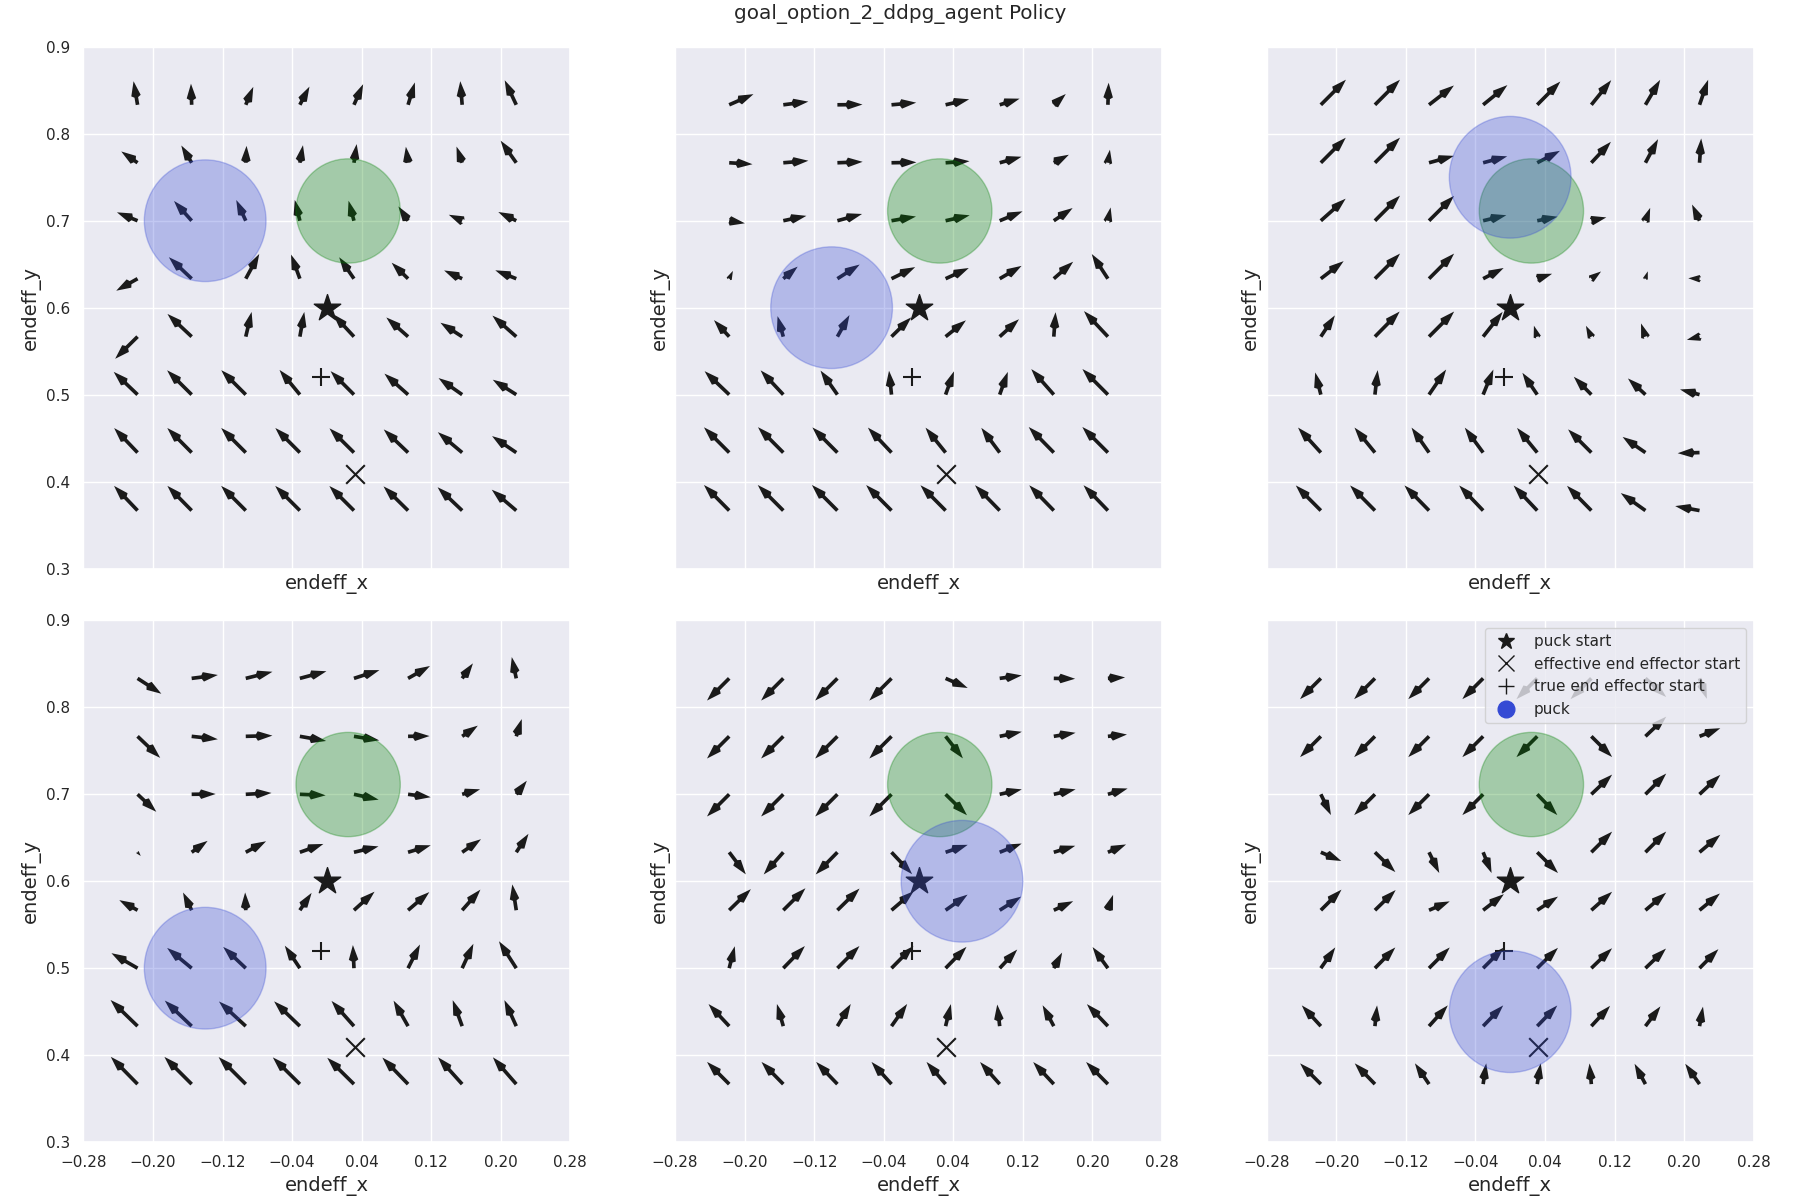 goal_option_2_ddpg_agent Policy
0.9
0.8
0.7
0.6
0.5
0.4
0.3
endeff_y
endeff_x
endeff_y
endeff_x
endeff_y
endeff_x
0.9
0.8
0.7
0.6
0.5
0.4
0.3
endeff_y
−0.28 −0.20 −0.12 −0.04 0.04 0.12 0.20 0.28
endeff_x
endeff_y
−0.28 −0.20 −0.12 −0.04 0.04 0.12 0.20 0.28
endeff_x
puck start
effective end effector start
true end effector start
puck
endeff_y
−0.28 −0.20 −0.12 −0.04 0.04 0.12 0.20 0.28
endeff_x